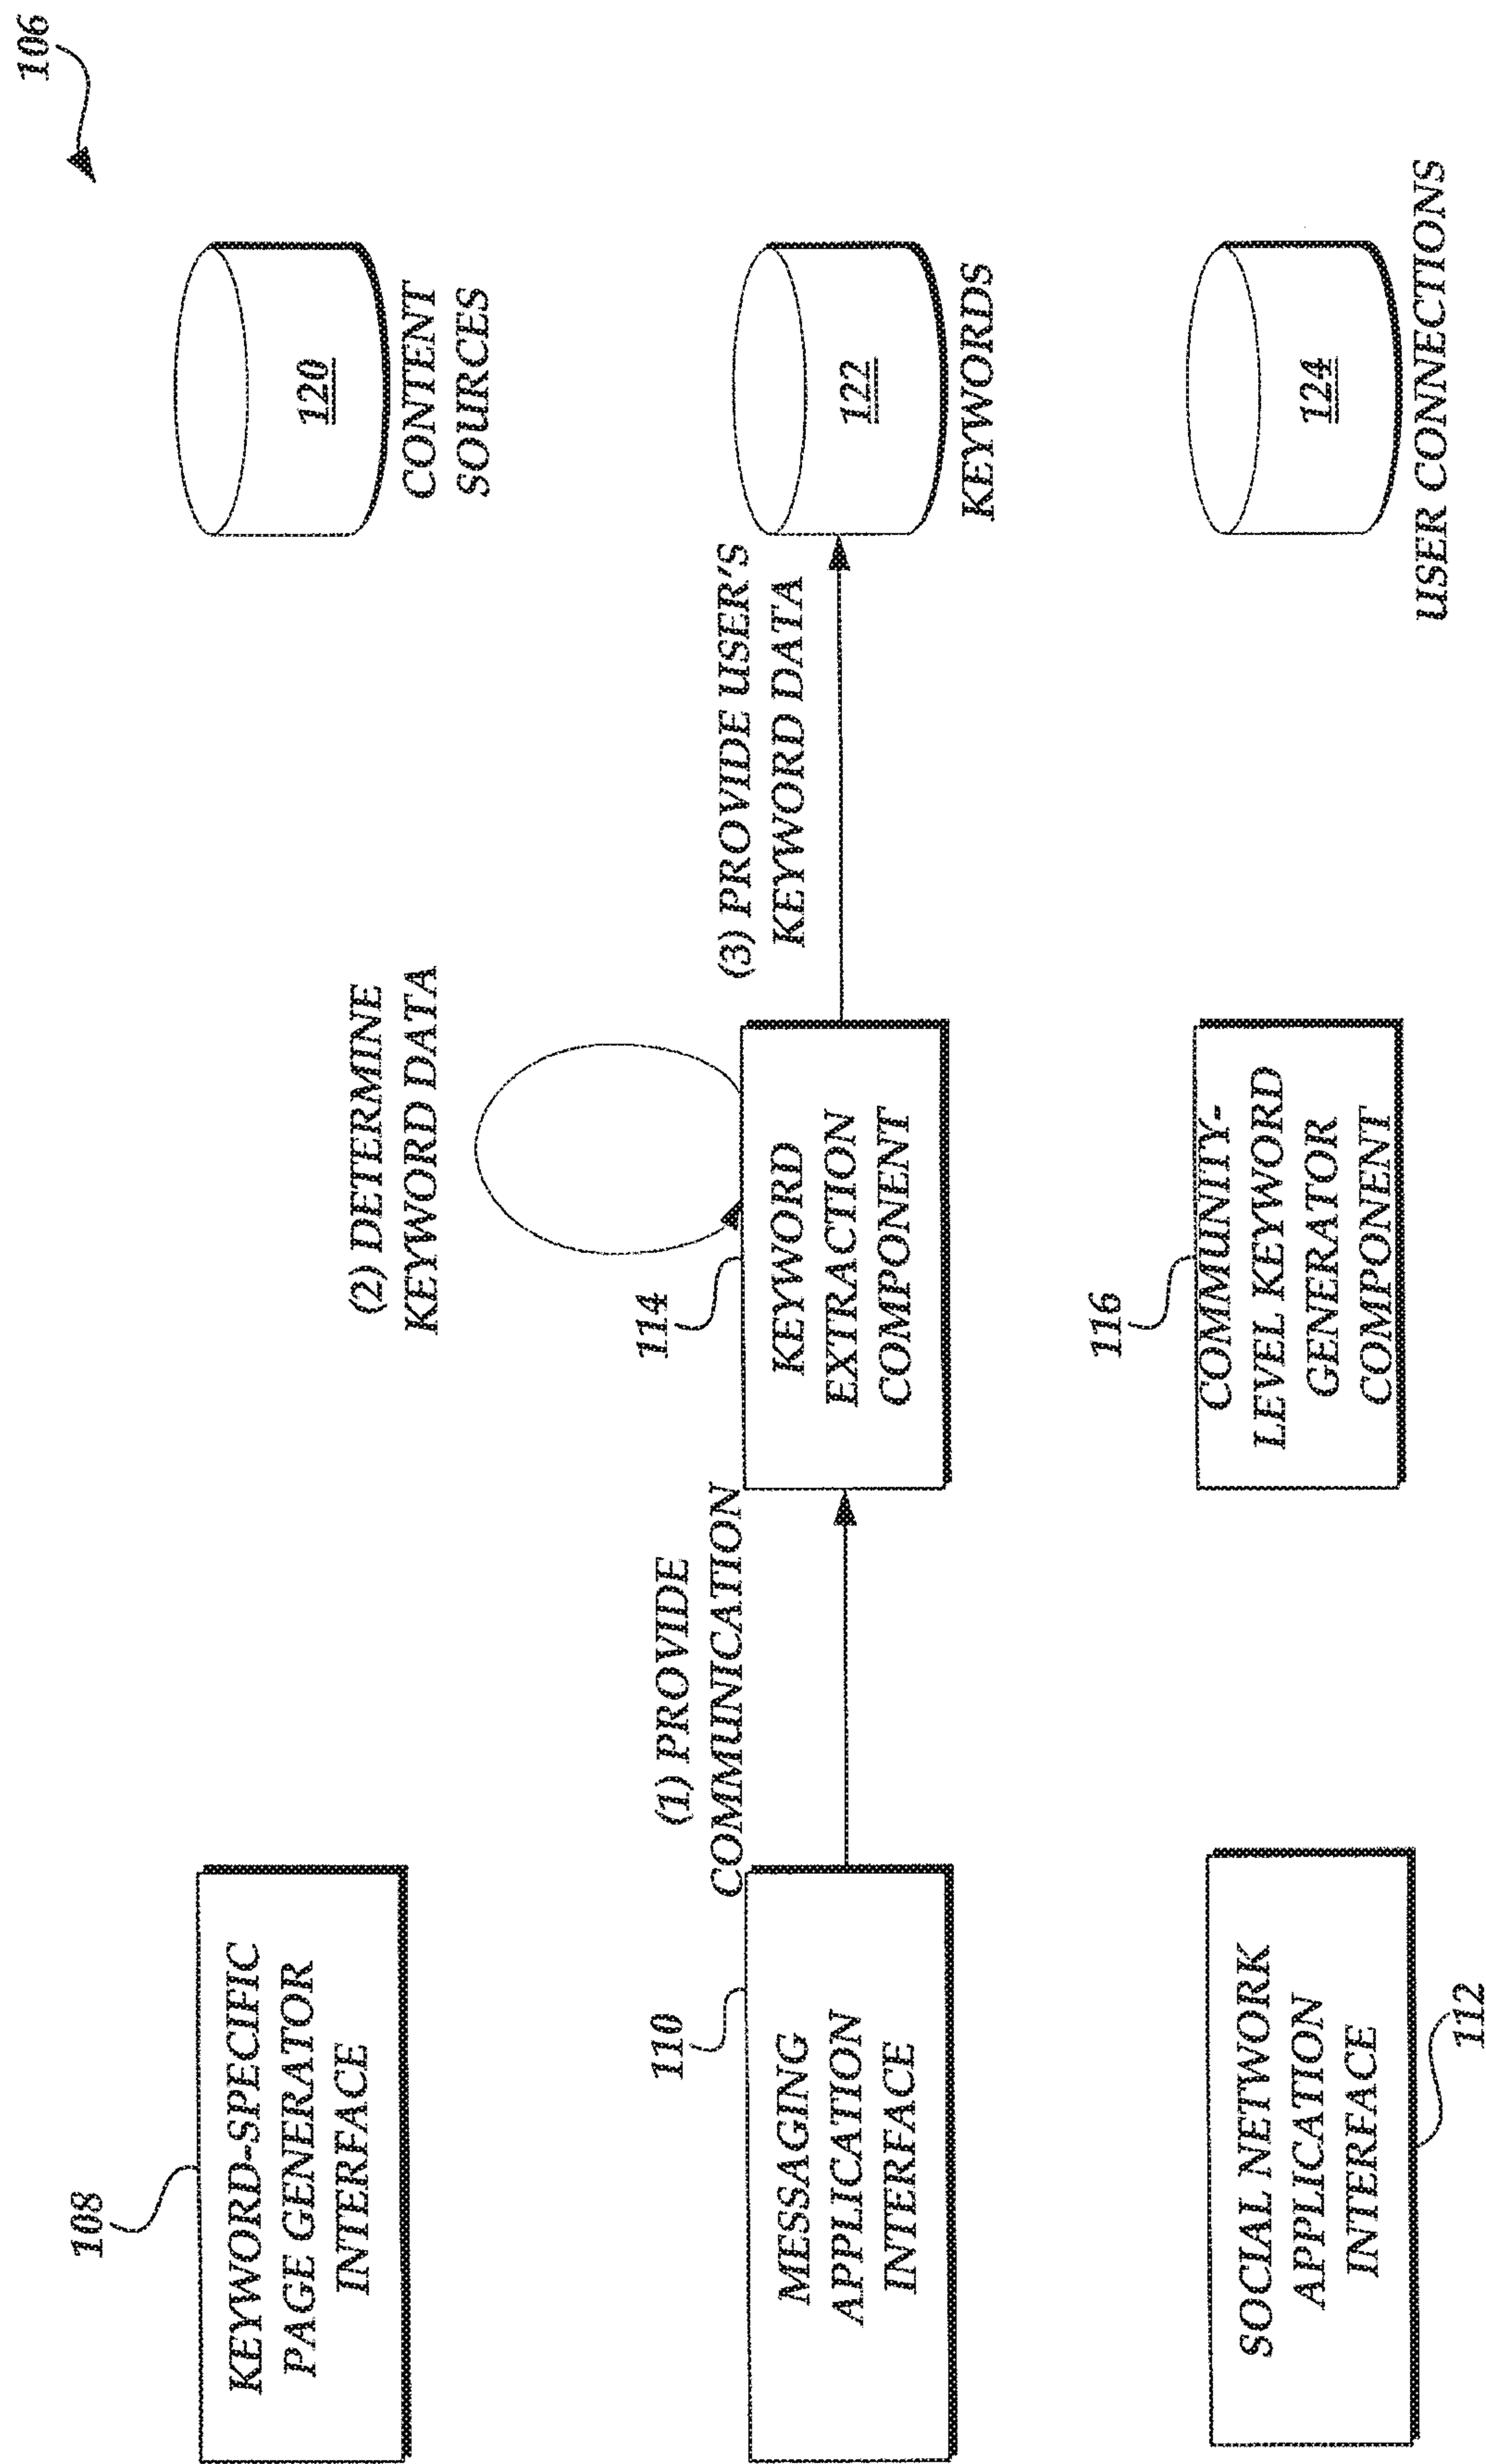 106
108
KEYWORD-SPECIFIC
PAGE GENERATOR
INTERFACE
(2) DETERMINE
KEYWORD DATA
120
CONTENT
SOURCES
110
MESSAGING
APPLICATION
INTERFACE
(1) PROVIDE
COMMUNICATION
114
KEYWORD
EXTRACTION
COMPONENT
(3) PROVIDE USER'S
KEYWORD DATA
122
KEYWORDS
SOCIAL NETWORK
APPLICATION
INTERFACE
112
116
COMMUNITY-
LEVEL KEYWORD
GENERATOR
COMPONENT
124
USER CONNECTIONS